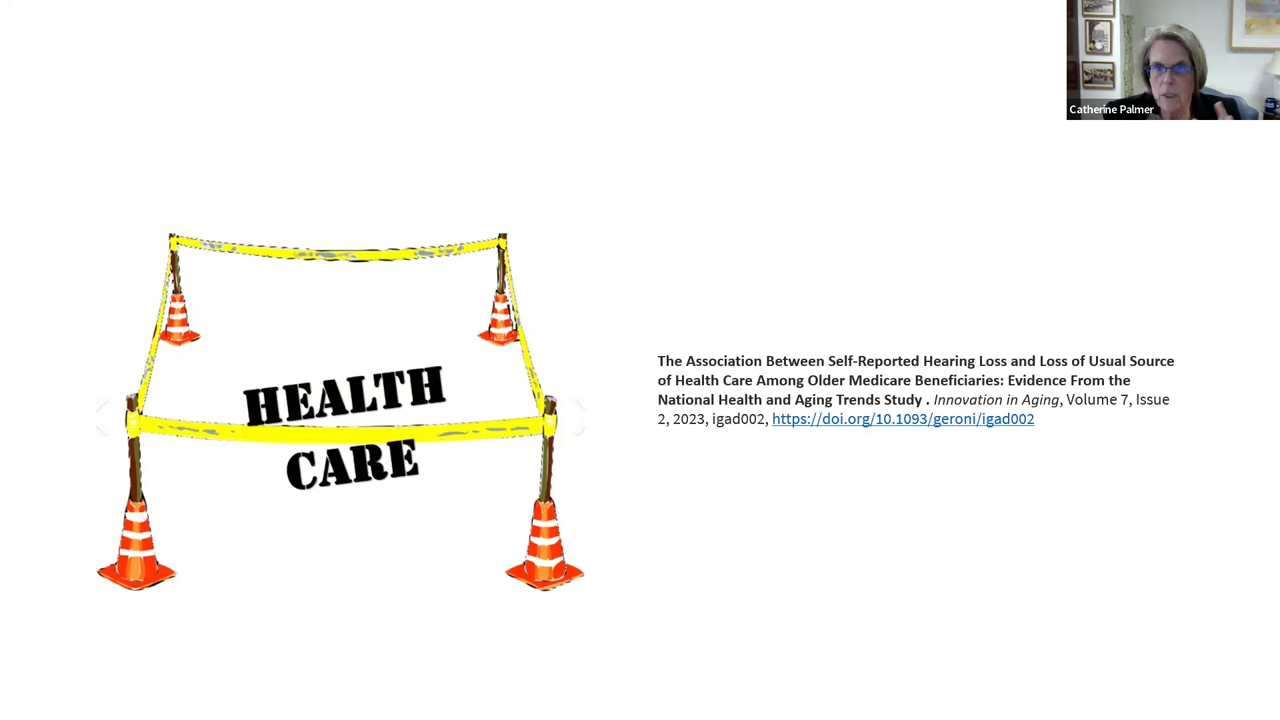 Catherine Palmer
HEALTH
CARE
The Association Between Self-Reported Hearing Loss and Loss of Usual Source
of Health Care Among Older Medicare Beneficiaries: Evidence From the
National Health and Aging Trends Study . Innovation in Aging, Volume 7, Issue
2, 2023, igad002, https://doi.org/10.1093/geroni/igad002